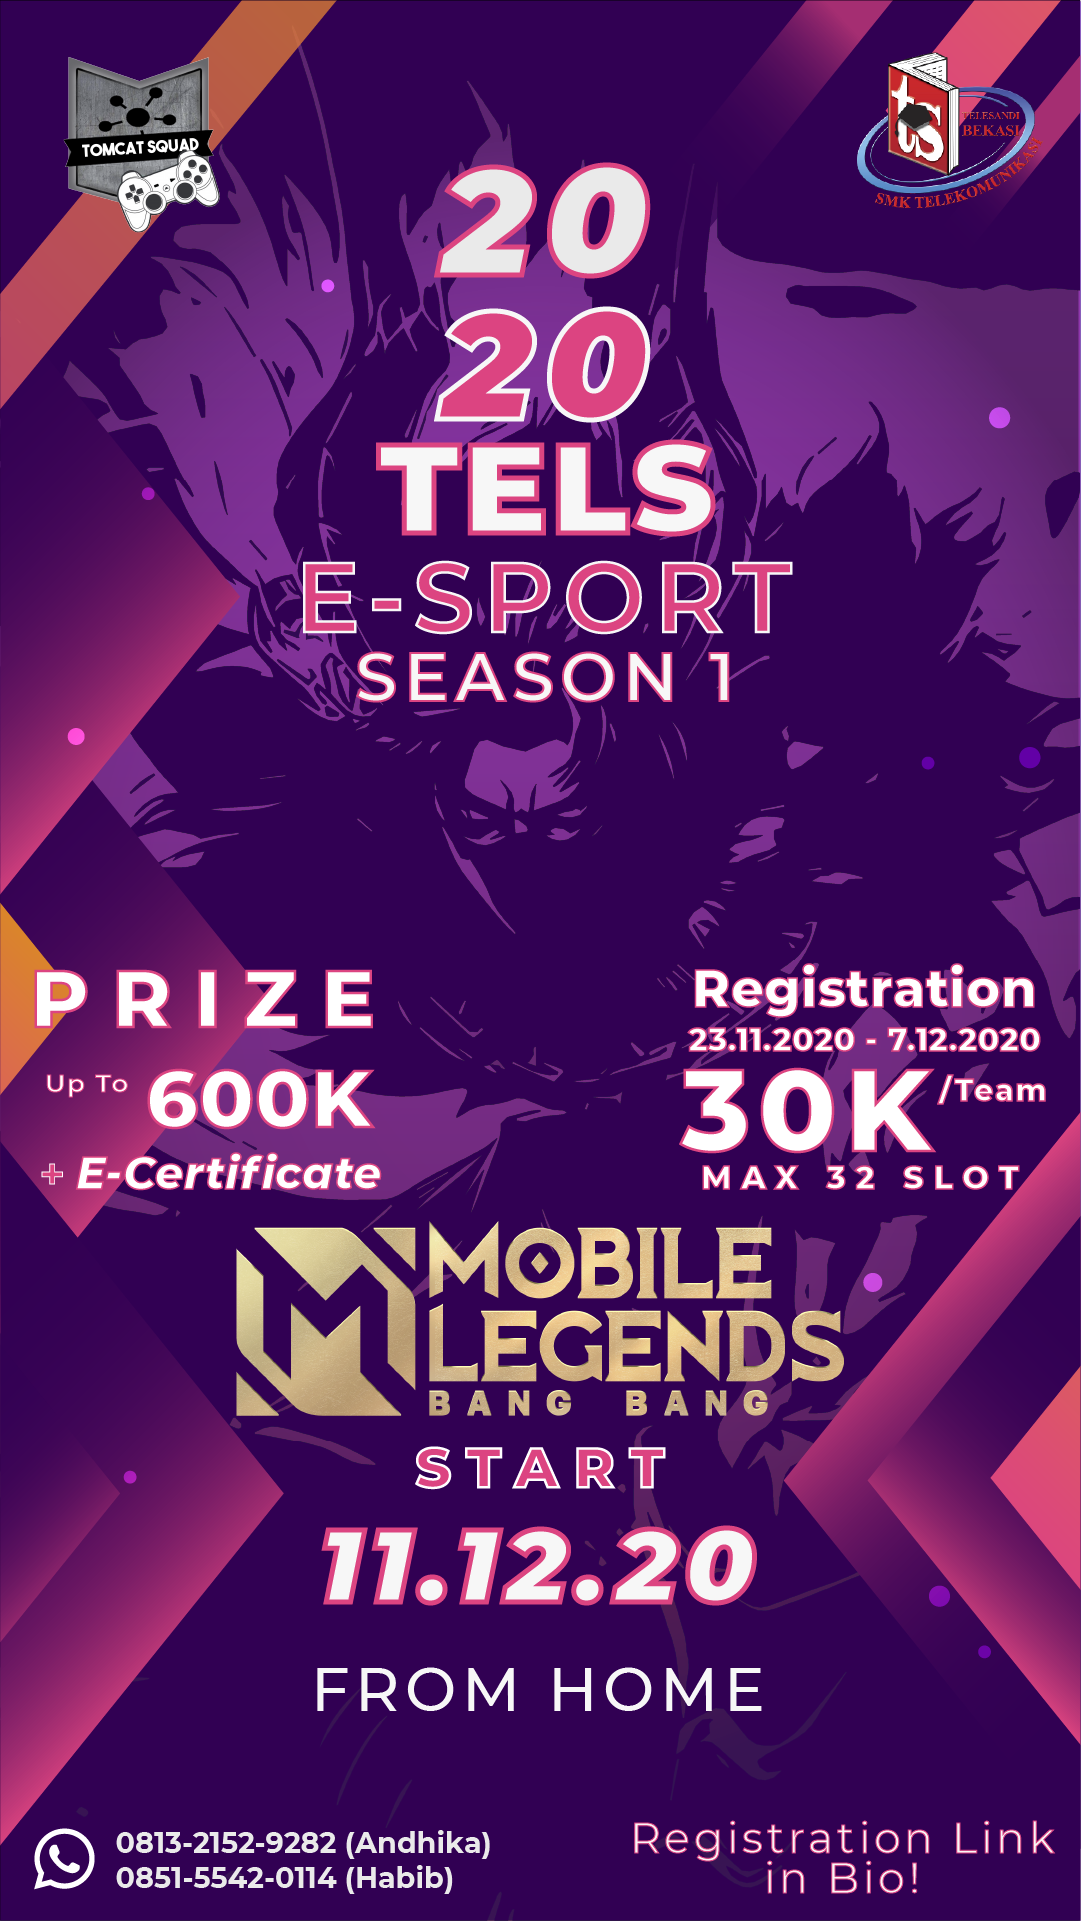 TOMCAT SQUAD
ts
TELESANDI
BEKASI
SMK TELEKOMUNIKASI
20
20
TELS
E-SPORT
SEASON 1
PRIZE
Up To 600K
+ E-Certificate
Registration
23.11.2020 - 7.12.2020
30K /Team
MAX 32 SLOT
MOBILE
LEGENDS
BANG BANG
START
11.12.20
FROM HOME
0813-2152-9282 (Andhika)
0851-5542-0114 (Habib)
Registration Link
in Bio!